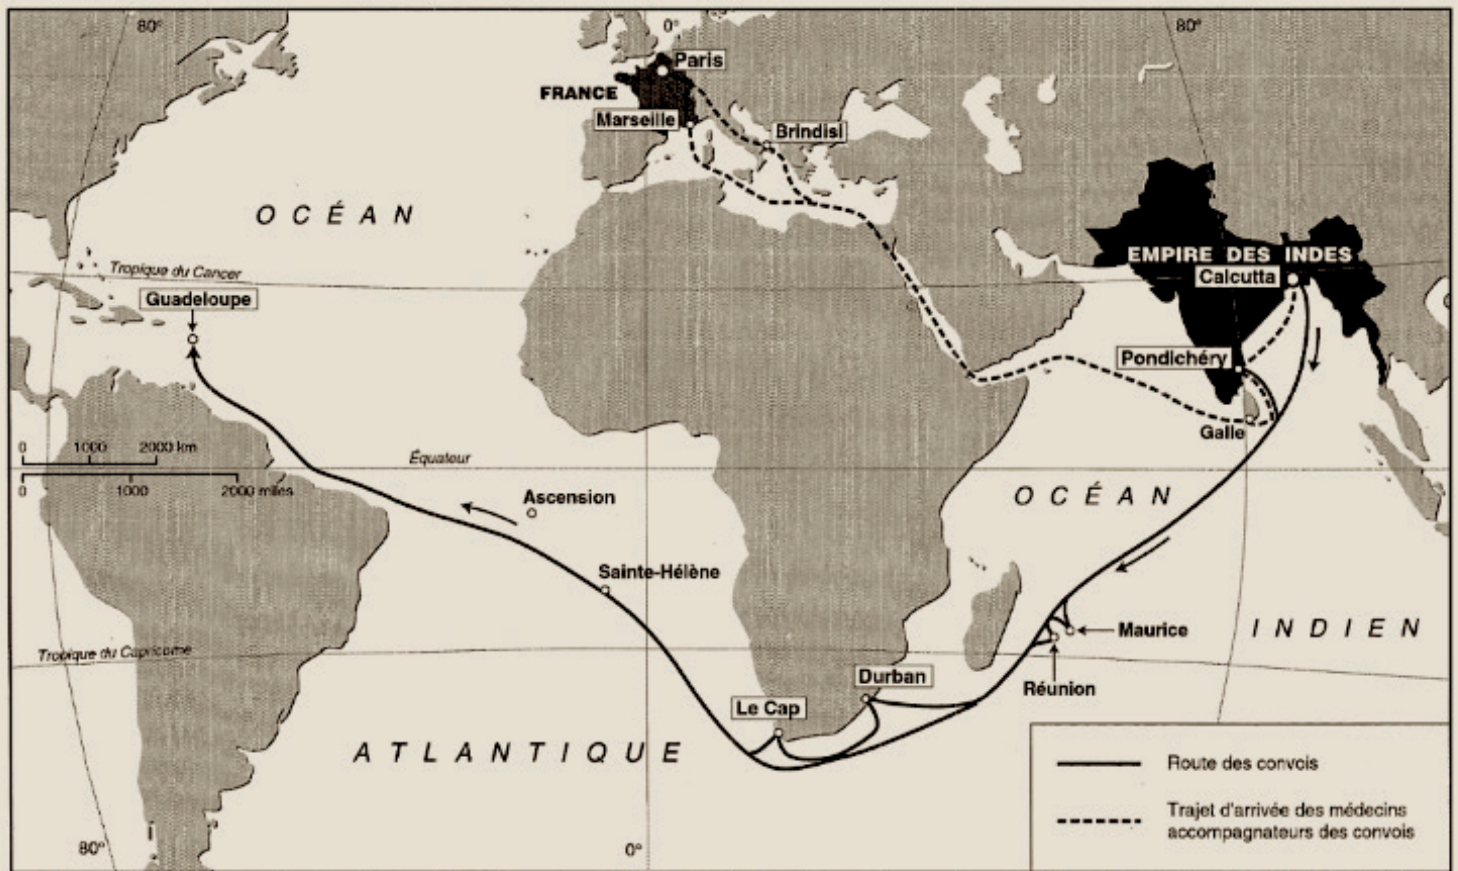 80°
0°
80°
Paris
FRANCE
Marseille
Brindisi
OCÉAN
EMPIRE DES INDES
Tropique du Cancer
Calcutta
Guadeloupe
Pondichéry
Galle
0 1000 2000 km
Équateur
0 1000 2000 miles
OCÉAN
Ascension
Sainte-Hélène
Maurice
INDIEN
Tropique du Capricorne
Durban
Réunion
Le Cap
ATLANTIQUE
Route des convois
Trajet d'arrivée des médecins
accompagnateurs des convois
80°
0°